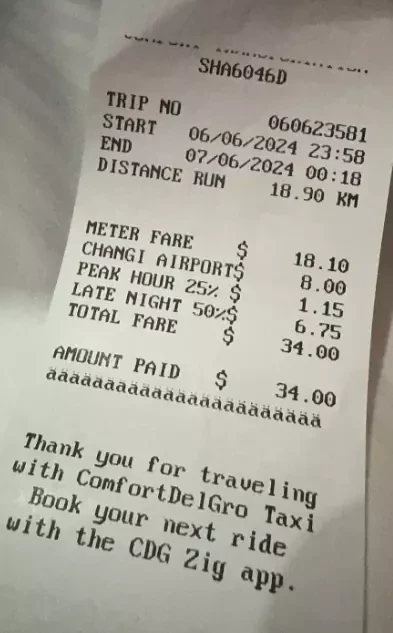 SHA6046D
TRIP NO 060623581
START 06/06/2024 23:58
END 07/06/2024 00:18
DISTANCE RUN 18.90 KM
METER FARE $ 18.10
CHANGI AIRPORT$ 8.00
PEAK HOUR 25% $ 1.15
LATE NIGHT 50%$ 6.75
TOTAL FARE $ 34.00
AMOUNT PAID $ 34.00
ääääääääääääääääääääääää
Thank you for traveling
with ComfortDelGro Taxi
Book your next ride
with the CDG Zig app.